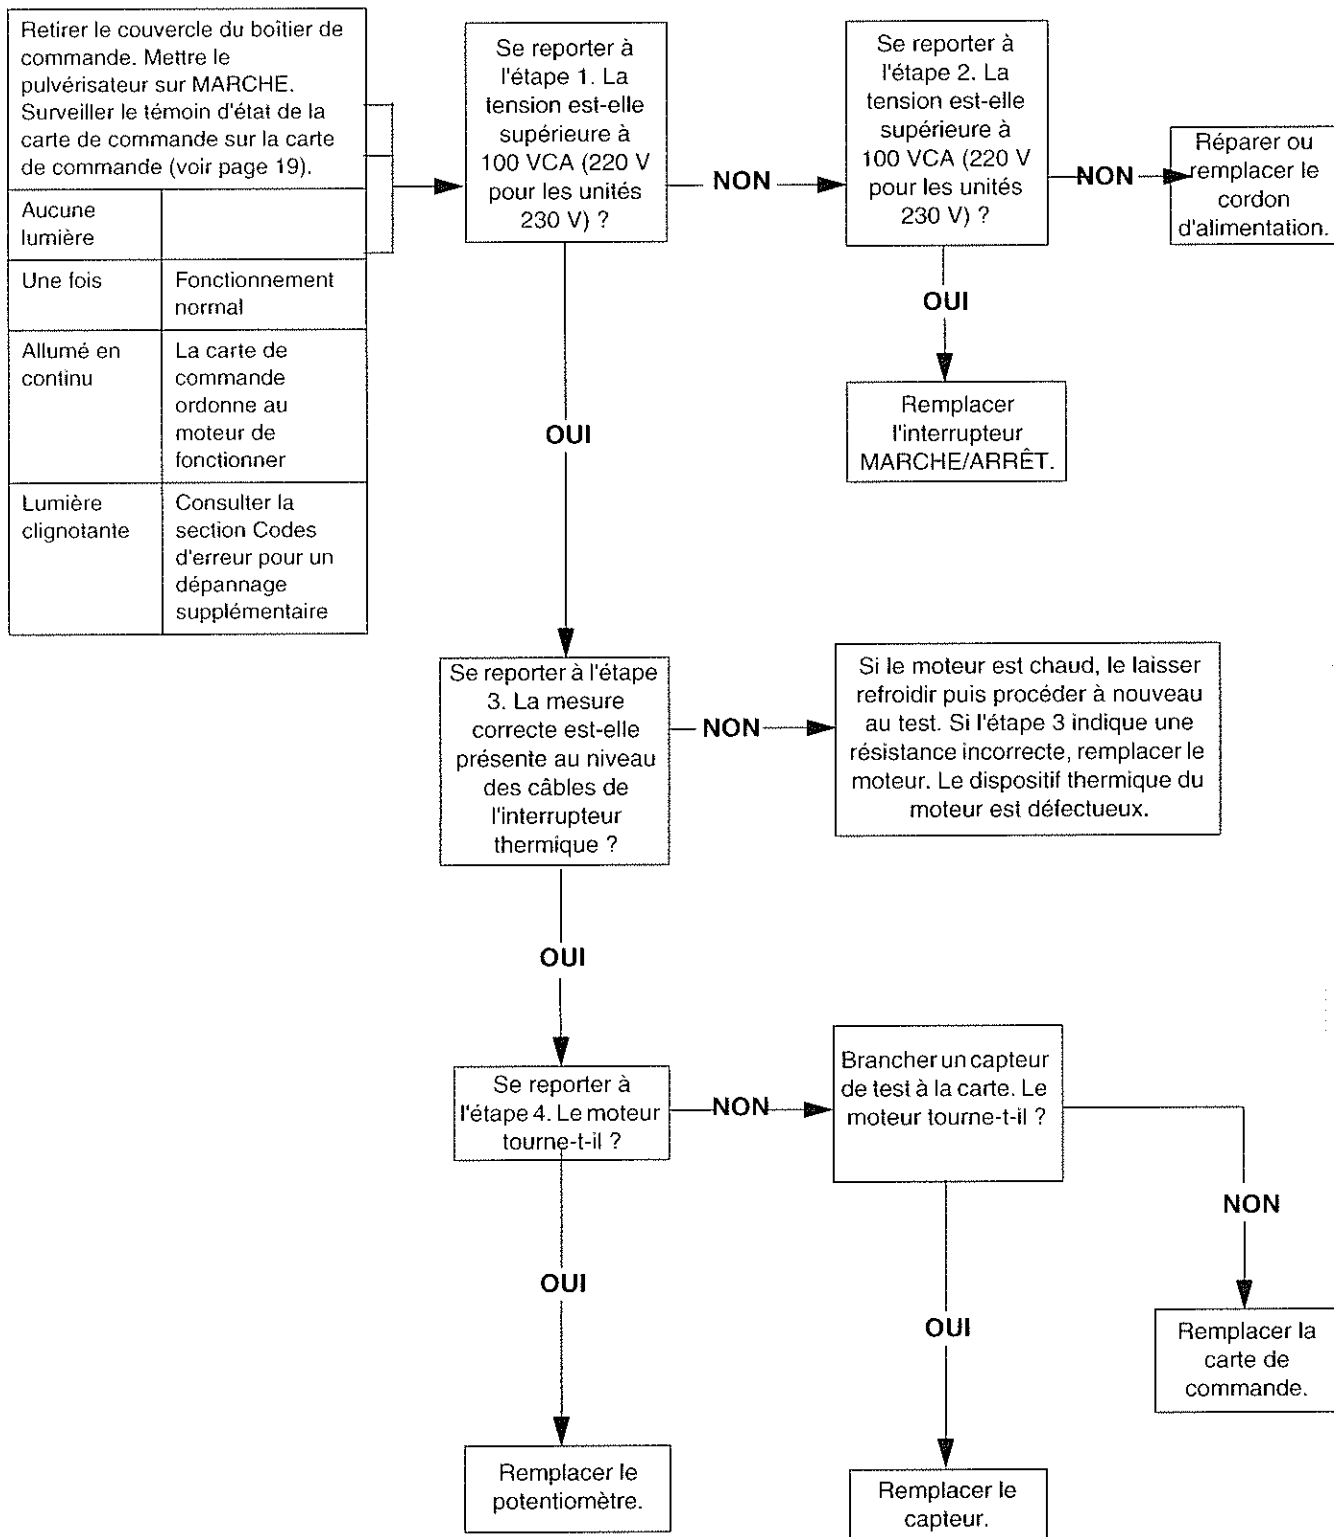 Retirer le couvercle du boîtier de
commande. Mettre le
pulvérisateur sur MARCHE.
Surveiller le témoin d'état de la
carte de commande sur la carte
de commande (voir page 19).
Aucune
lumière
Une fois
Fonctionnement
normal
Allumé en
continu
La carte de
commande
ordonne au
moteur de
fonctionner
Lumière
clignotante
Consulter la
section Codes
d'erreur pour un
dépannage
supplémentaire
Se reporter à
l'étape 1. La
tension est-elle
supérieure à
100 VCA (220 V
pour les unités
230 V) ?
NON
Se reporter à
l'étape 2. La
tension est-elle
supérieure à
100 VCA (220 V
pour les unités
230 V) ?
NON
Réparer ou
remplacer le
cordon
d'alimentation.
OUI
Remplacer
l'interrupteur
MARCHE/ARRÊT.
OUI
Se reporter à l'étape
3. La mesure
correcte est-elle
présente au niveau
des câbles de
l'interrupteur
thermique ?
NON
Si le moteur est chaud, le laisser
refroidir puis procéder à nouveau
au test. Si l'étape 3 indique une
résistance incorrecte, remplacer le
moteur. Le dispositif thermique du
moteur est défectueux.
OUI
Se reporter à
l'étape 4. Le moteur
tourne-t-il ?
NON
Brancher un capteur
de test à la carte. Le
moteur tourne-t-il ?
NON
Remplacer la
carte de
commande.
OUI
Remplacer le
capteur.
OUI
Remplacer le
potentiomètre.